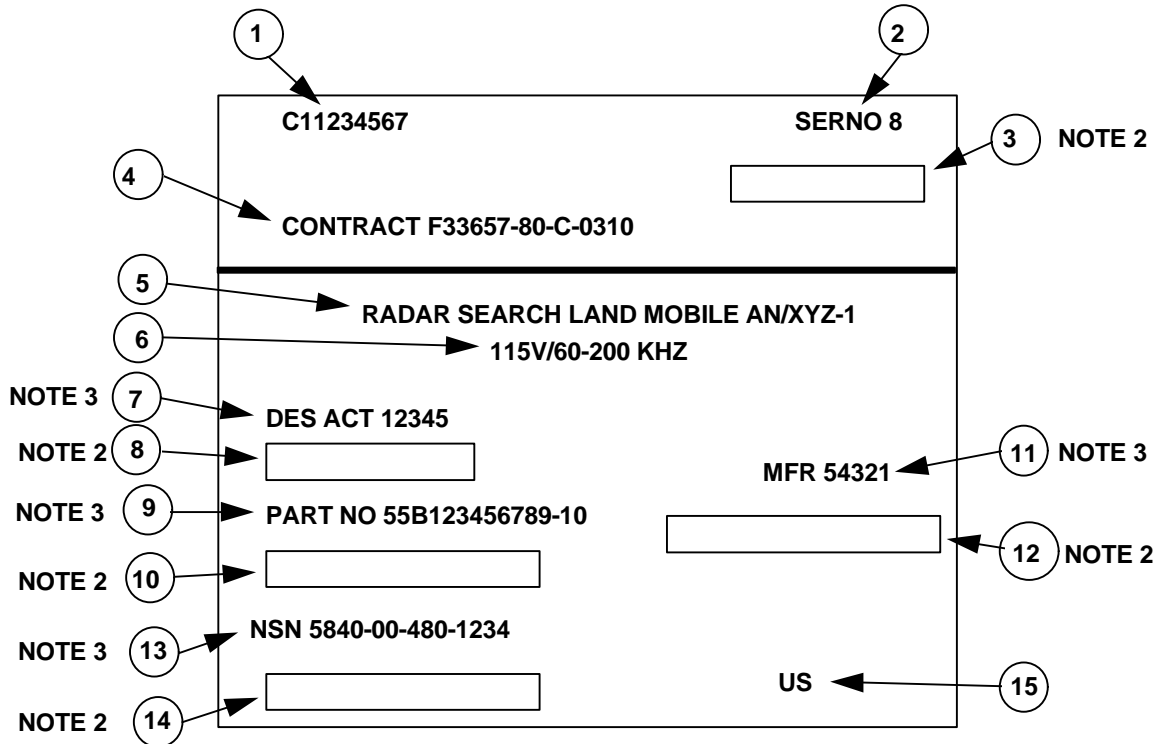 1
2
C11234567
SERNO 8
3 NOTE 2
4
CONTRACT F33657-80-C-0310
5
RADAR SEARCH LAND MOBILE AN/XYZ-1
6
115V/60-200 KHZ
NOTE 3 7
DES ACT 12345
NOTE 2 8
11 NOTE 3
MFR 54321
NOTE 3 9
PART NO 55B123456789-10
12 NOTE 2
NOTE 2 10
NSN 5840-00-480-1234
NOTE 3 13
US
15
NOTE 2 14